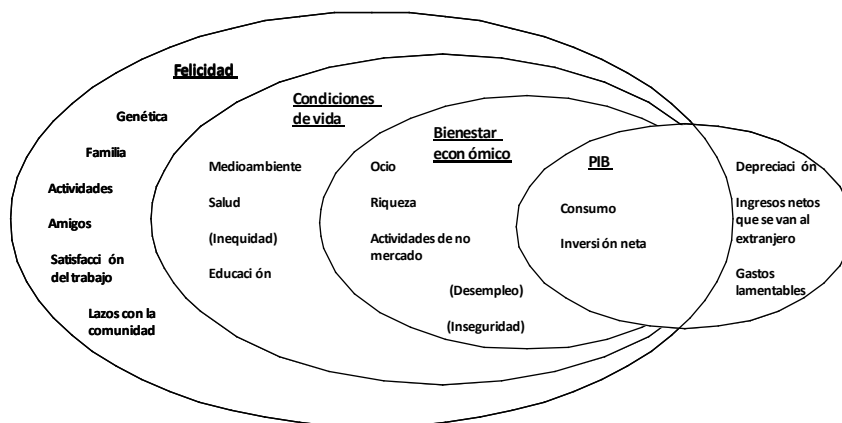 Felicidad
Genética
Familia
Actividades
Amigos
Satisfacci ón
del trabajo
Lazos con la
comunidad
Condiciones
de vida
Medioambiente
Salud
(Inequidad)
Educaci ón
Bienestar
econ ómico
Ocio
Riqueza
Actividades de no
mercado
(Desempleo)
(Inseguridad)
PIB
Consumo
Inversi ón neta
Depreciaci ón
Ingresos netos
que se van al
extranjero
Gastos
lamentables